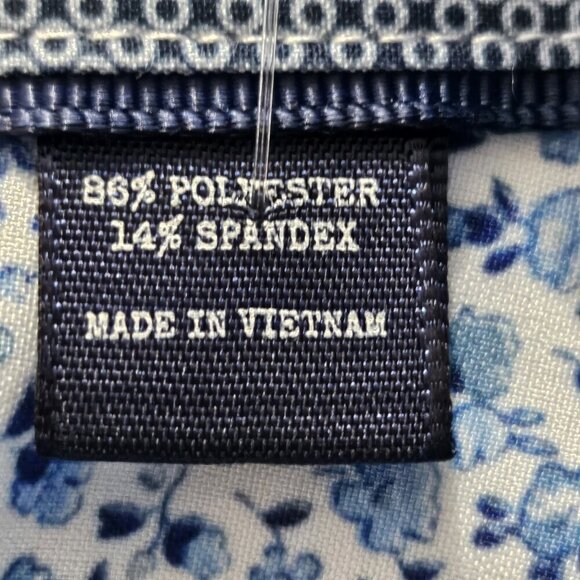 86% POLYESTER
14% SPANDEX
MADE IN VIETNAM